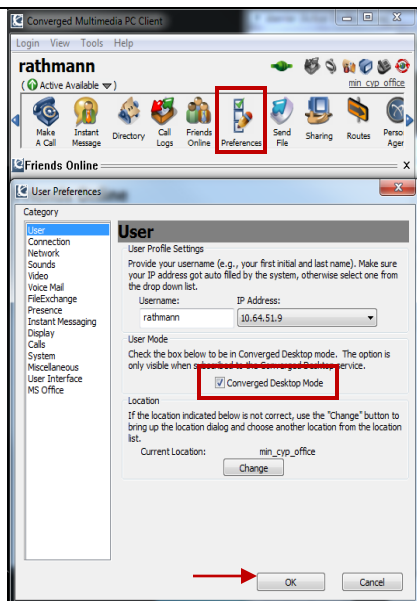 Converged Multimedia PC Client
Login View Tools Help
rathmann
( Active Available )
min_cyp_office
Make A Call
Instant Message
Directory
Call Logs
Friends Online
Preferences
Send File
Sharing
Routes
Perso Ager
Friends Online
X
User Preferences
Category
User
Connection
Network
Sounds
Video
Voice Mail
FileExchange
Presence
Instant Messaging
Display
Calls
System
Miscellaneous
User Interface
MS Office
User
User Profile Settings
Provide your username (e.g., your first initial and last name). Make sure
your IP address got auto filled by the system, otherwise select one from
the drop down list.
Username: IP Address:
rathmann 10.64.51.9
User Mode
Check the box below to be in Converged Desktop mode. The option is
only visible when subscribed to the Converged Desktop service.
Converged Desktop Mode
Location
If the location indicated below is not correct, use the "Change" button to
bring up the location dialog and choose another location from the location
list.
Current Location: min_cyp_office
Change
OK Cancel